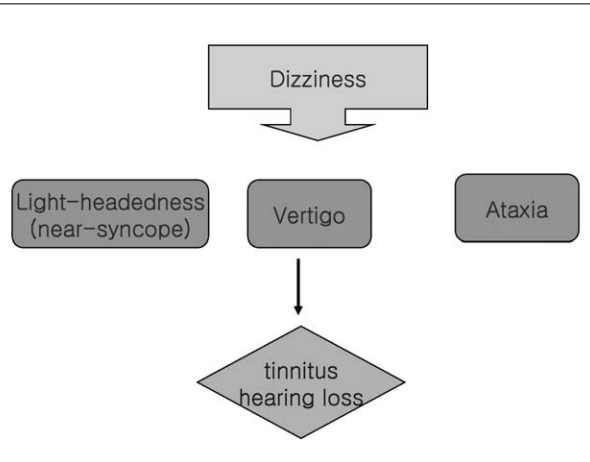 Dizziness
Light-headedness
(near-syncope)
Vertigo
Ataxia
tinnitus
hearing loss